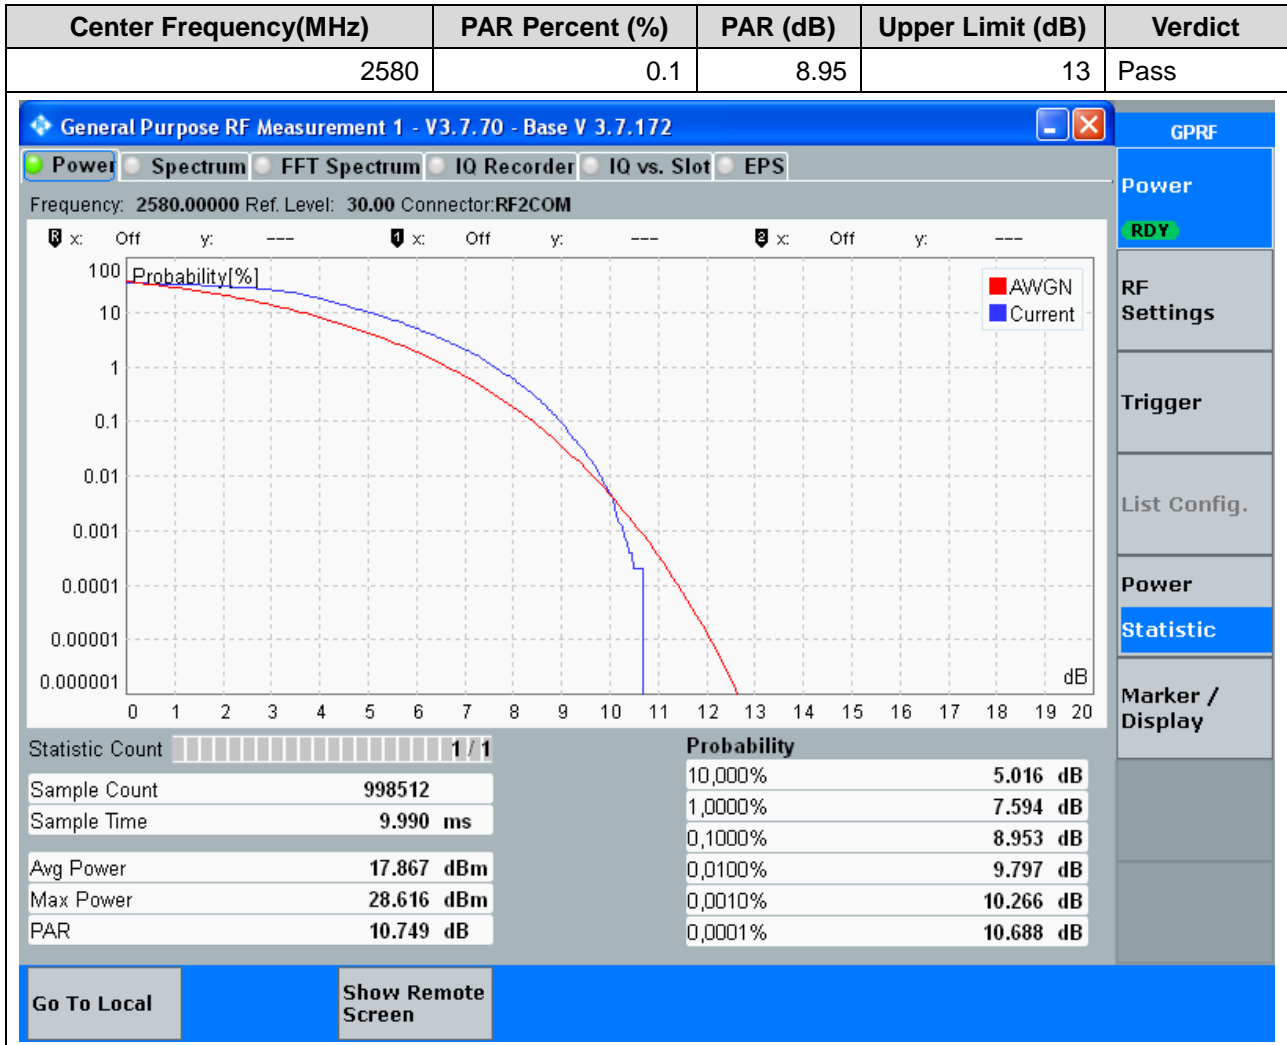 Center Frequency(MHz) PAR Percent (%) PAR (dB) Upper Limit (dB) Verdict
2580 0.1 8.95 13 Pass
General Purpose RF Measurement 1 - V3.7.70 - Base V 3.7.172
GPRF
Power Spectrum FFT Spectrum IQ Recorder IQ vs. Slot EPS
Power
RDY
Frequency: 2580.00000 Ref. Level: 30.00 Connector:RF2COM
R x: Off y: --- 1 x: Off y: --- 2 x: Off y: ---
Probability[%]
AWGN
Current
100
10
1
0.1
0.01
0.001
0.0001
0.00001
0.000001
dB
0 1 2 3 4 5 6 7 8 9 10 11 12 13 14 15 16 17 18 19 20
RF
Settings
Trigger
List Config.
Power
Statistic
Marker /
Display
Statistic Count 1 / 1
Sample Count 998512
Sample Time 9.990 ms
Avg Power 17.867 dBm
Max Power 28.616 dBm
PAR 10.749 dB
Probability
10,000% 5.016 dB
1,0000% 7.594 dB
0,1000% 8.953 dB
0,0100% 9.797 dB
0,0010% 10.266 dB
0,0001% 10.688 dB
Go To Local
Show Remote
Screen